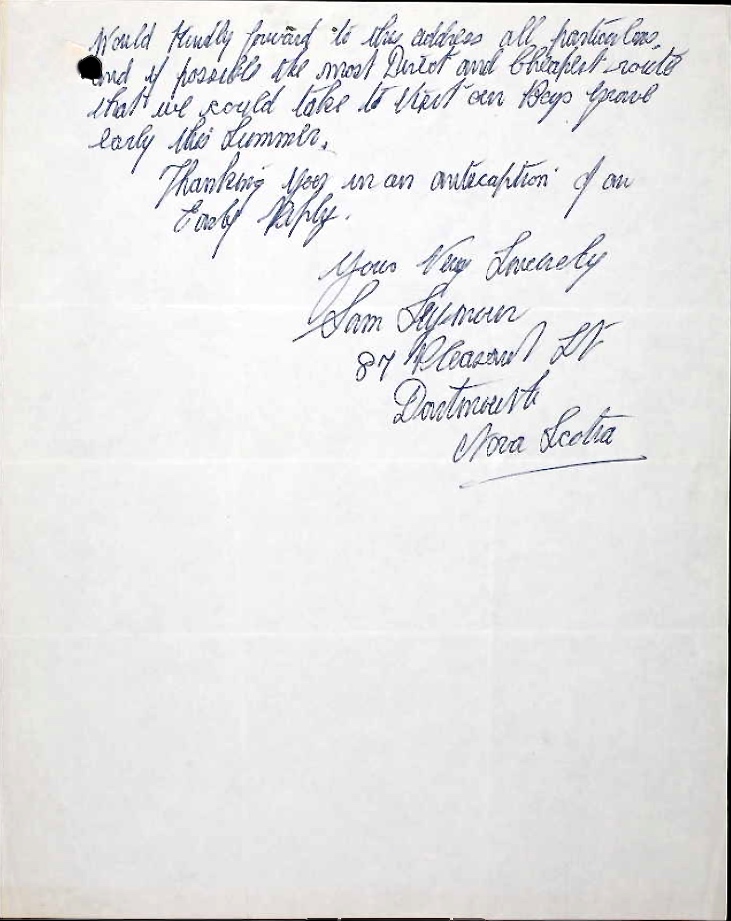 Would Kindly forward to this address all particulars,
and if possible the most Direct and Cheapest route
that we could take to Visit our Boys Grave
early this Summer.
Thanking You in an anticaption of an
Early Reply.
Yours Very Sincerely
Sam Seymour
87 Pleasant St
Dartmouth
Nova Scotia